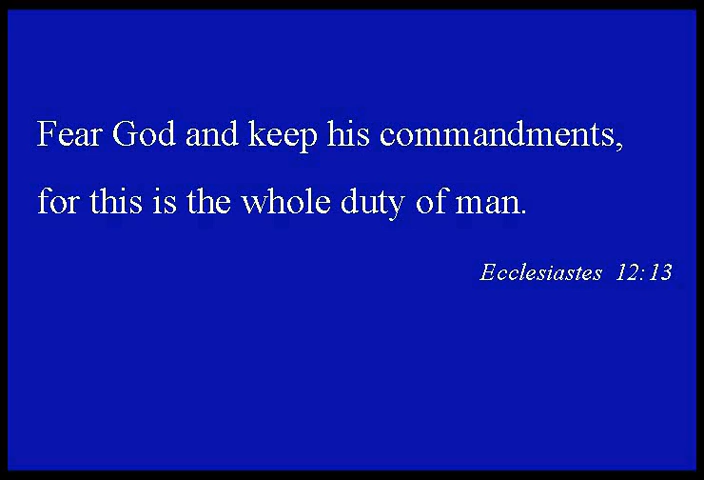 Fear God and keep his commandments,
for this is the whole duty of man.
Ecclesiastes 12:13